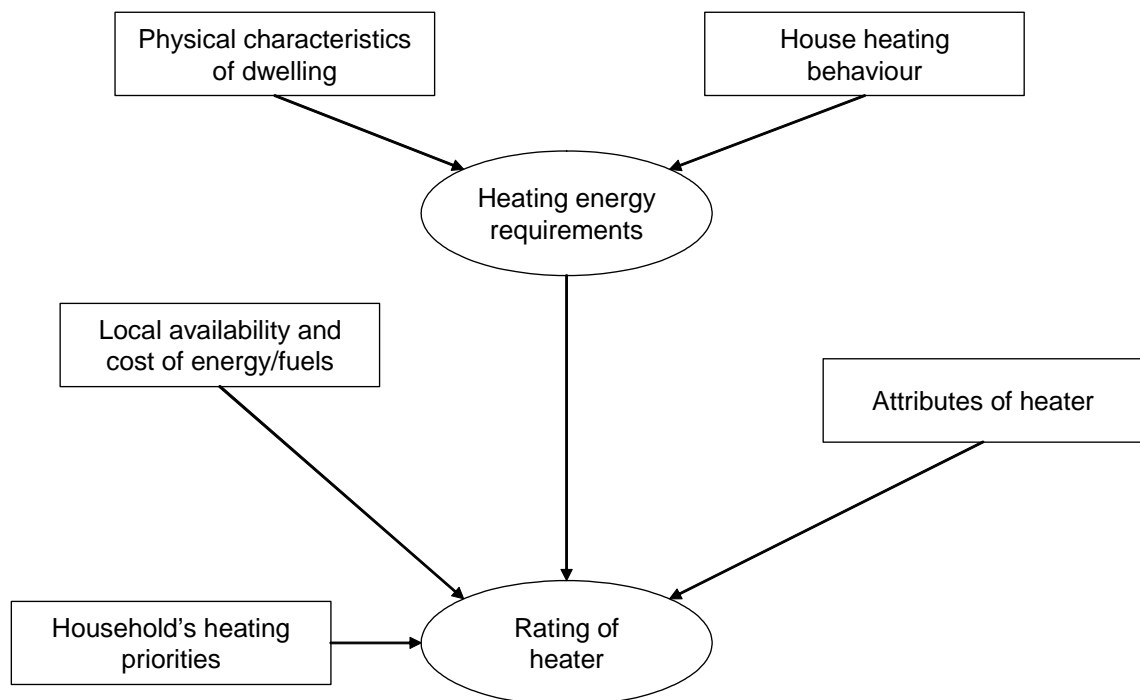 Physical characteristics
of dwelling
House heating
behaviour
Heating energy
requirements
Local availability and
cost of energy/fuels
Attributes of heater
Household’s heating
priorities
Rating of
heater